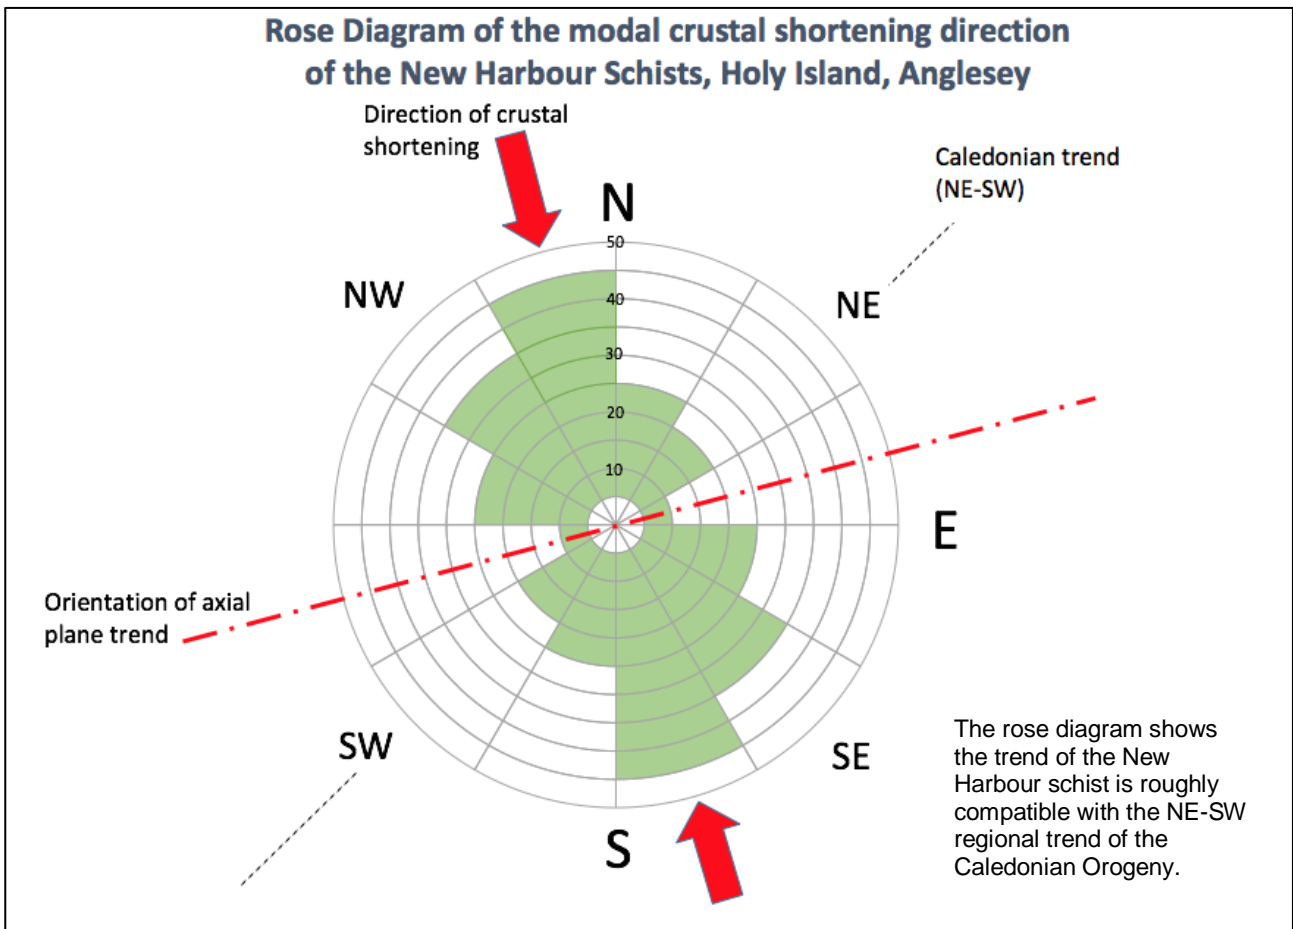 Rose Diagram of the modal crustal shortening direction
of the New Harbour Schists, Holy Island, Anglesey
Direction of crustal
shortening
Caledonian trend
(NE-SW)
N
50
NW
NE
40
30
20
10
E
Orientation of axial
plane trend
SW
SE
S
The rose diagram shows
the trend of the New
Harbour schist is roughly
compatible with the NE-SW
regional trend of the
Caledonian Orogeny.